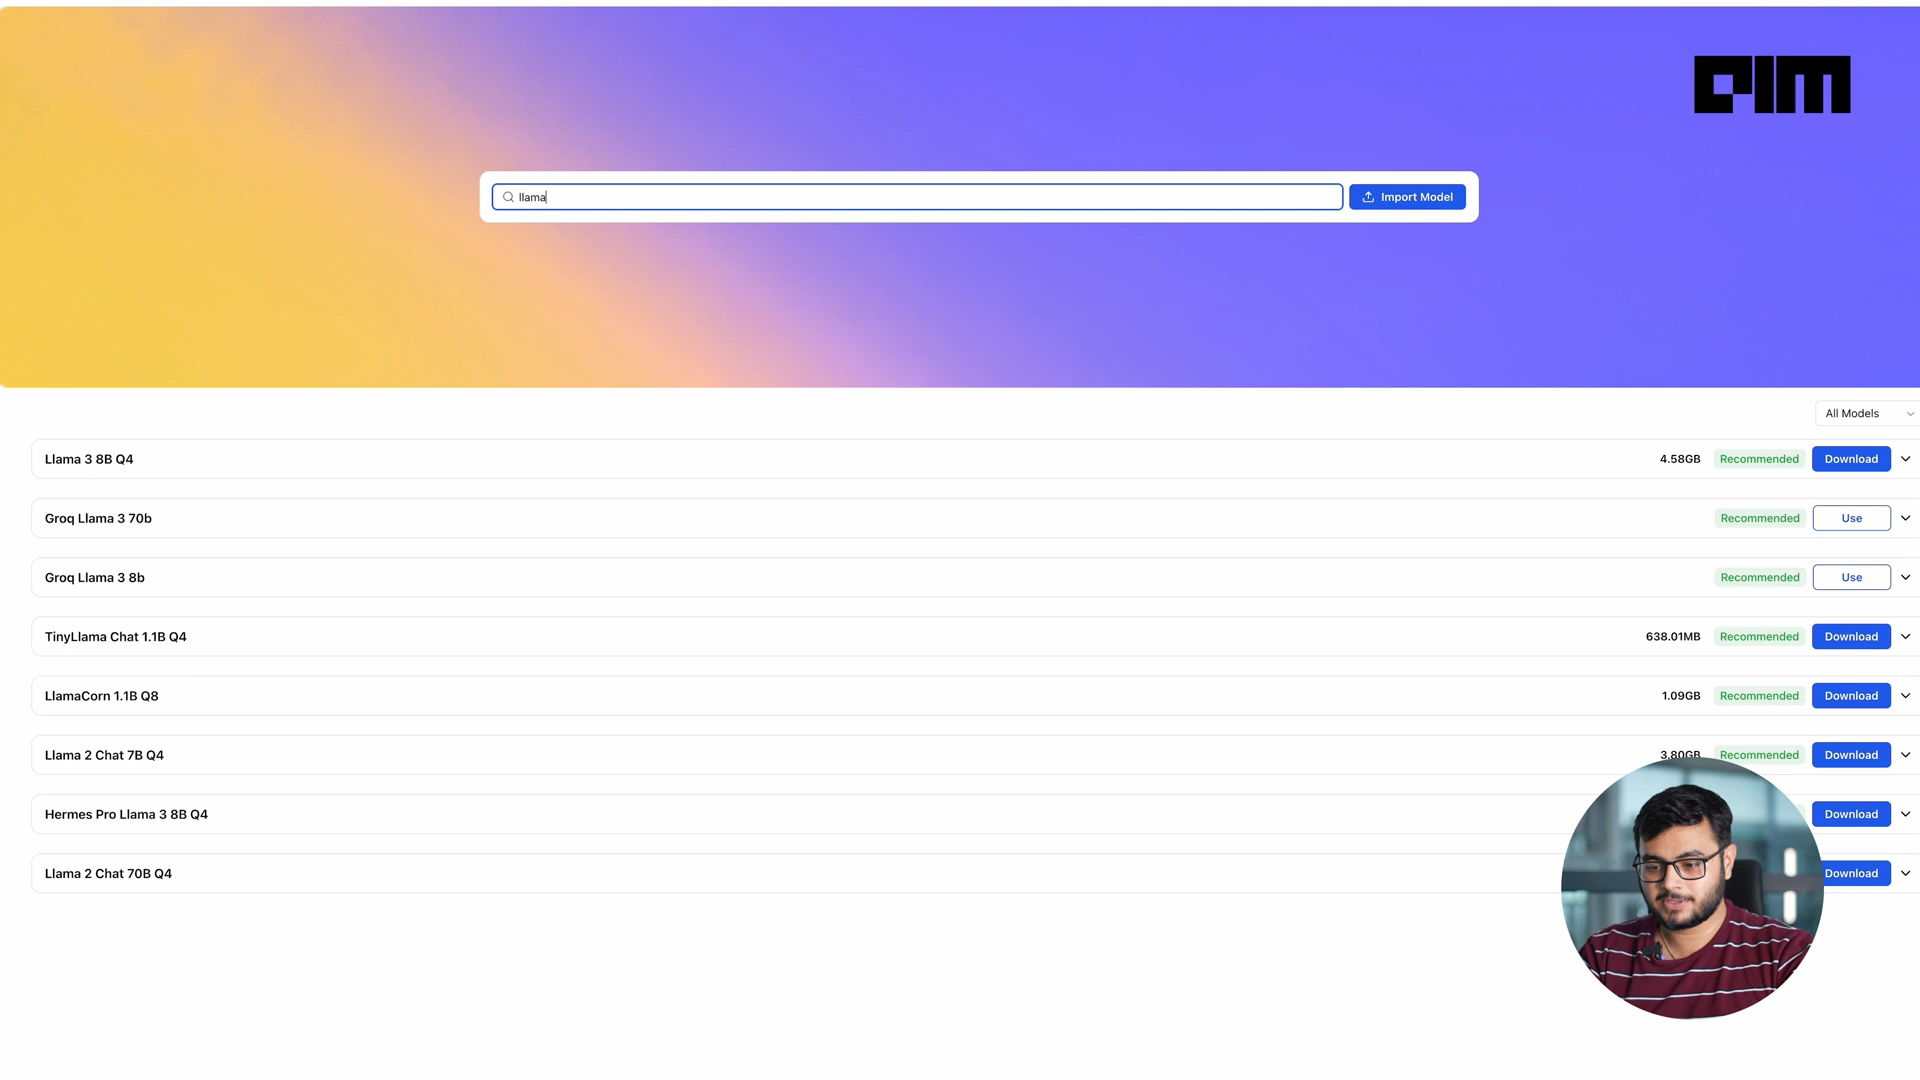 AIM
llama
Import Model
All Models
Llama 3 8B Q4 4.58GB Recommended Download
Groq Llama 3 70b Recommended Use
Groq Llama 3 8b Recommended Use
TinyLlama Chat 1.1B Q4 638.01MB Recommended Download
LlamaCorn 1.1B Q8 1.09GB Recommended Download
Llama 2 Chat 7B Q4 3.80GB Recommended Download
Hermes Pro Llama 3 8B Q4 Download
Llama 2 Chat 70B Q4 Download